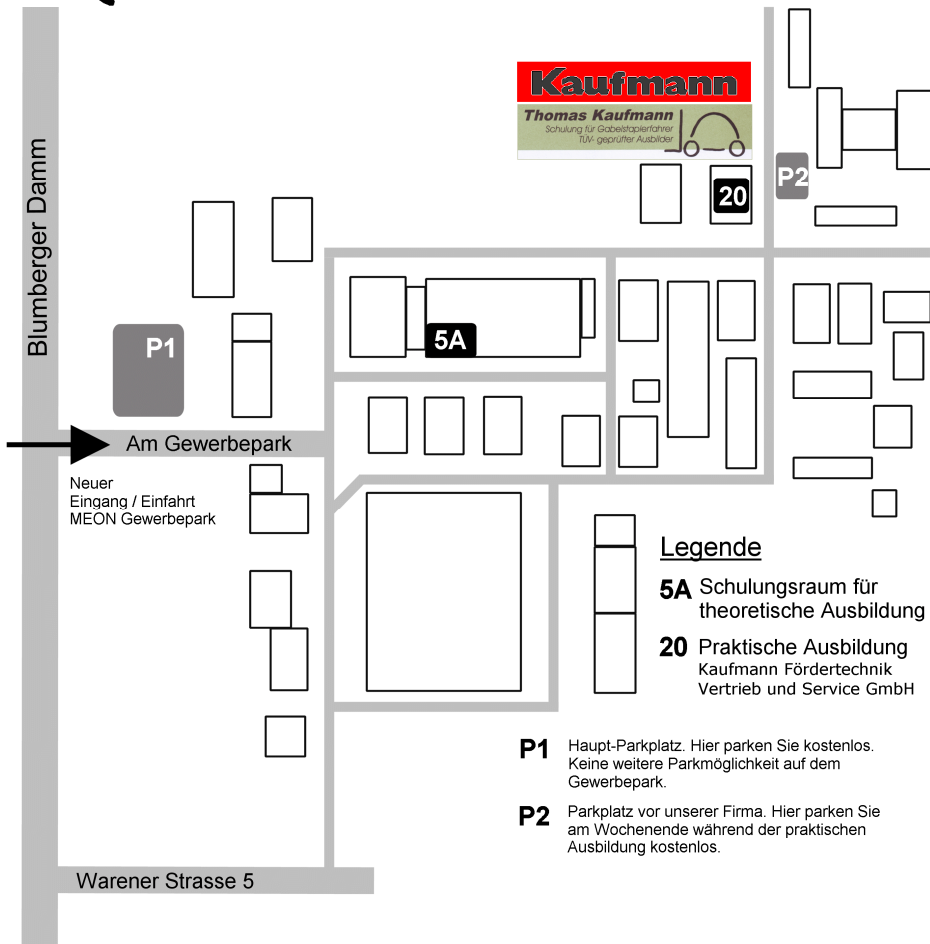 Kaufmann
Thomas Kaufmann
Schulung für Gabelstaplerfahrer
TÜV- geprüfter Ausbilder
20
P2
Blumberger Damm
P1
5A
Am Gewerbepark
Neuer
Eingang / Einfahrt
MEON Gewerbepark
Legende
5A Schulungsraum für
theoretische Ausbildung
20 Praktische Ausbildung
Kaufmann Fördertechnik
Vertrieb und Service GmbH
P1 Haupt-Parkplatz. Hier parken Sie kostenlos.
Keine weitere Parkmöglichkeit auf dem
Gewerbepark.
P2 Parkplatz vor unserer Firma. Hier parken Sie
am Wochenende während der praktischen
Ausbildung kostenlos.
Warener Strasse 5